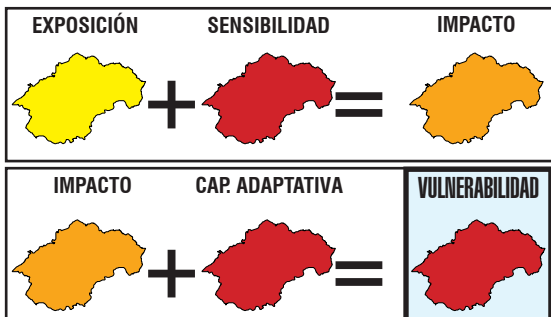 EXPOSICIÓN SENSIBILIDAD IMPACTO
+ =
IMPACTO CAP. ADAPTATIVA VULNERABILIDAD
+ =